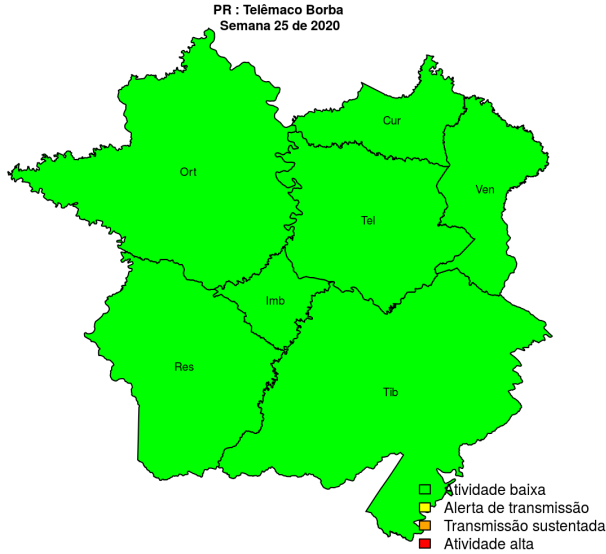 PR : Telêmaco Borba
Semana 25 de 2020
Cur
Ort
Ven
Tel
Imb
Res
Tib
Atividade baixa
Alerta de transmissão
Transmissão sustentada
Atividade alta